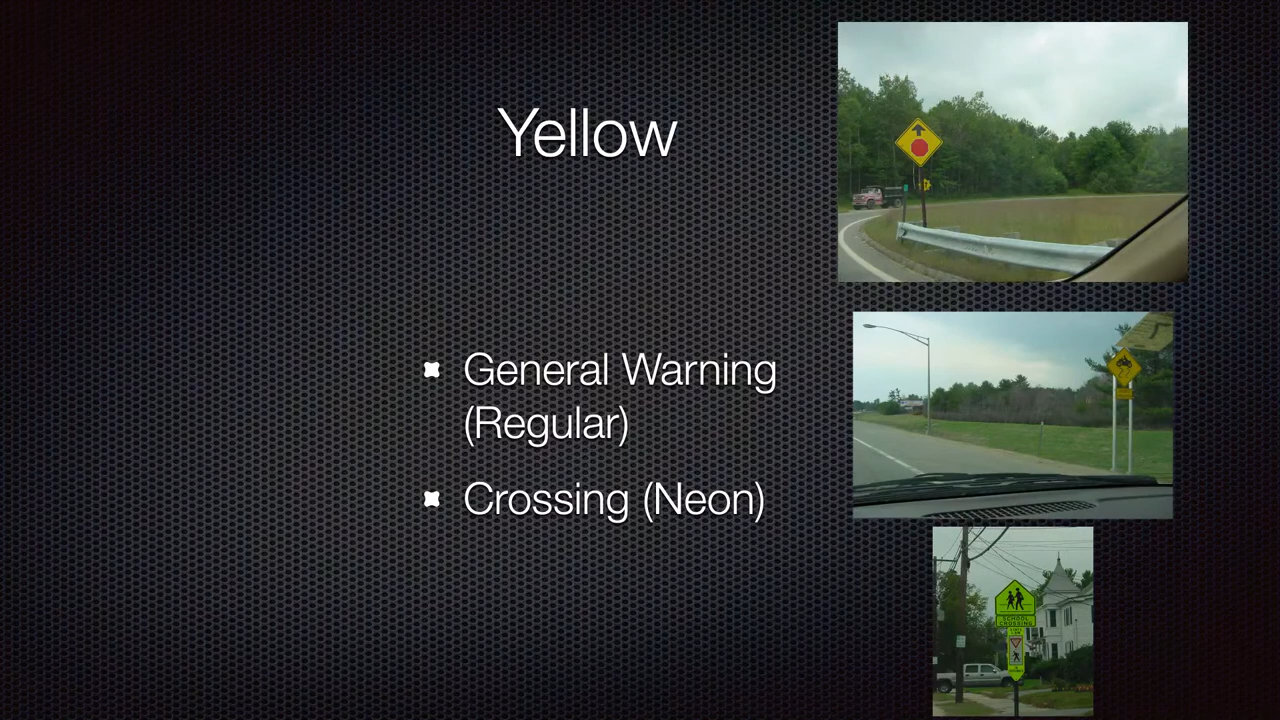 Yellow
General Warning
(Regular)
Crossing (Neon)
SCHOOL
CROSSING